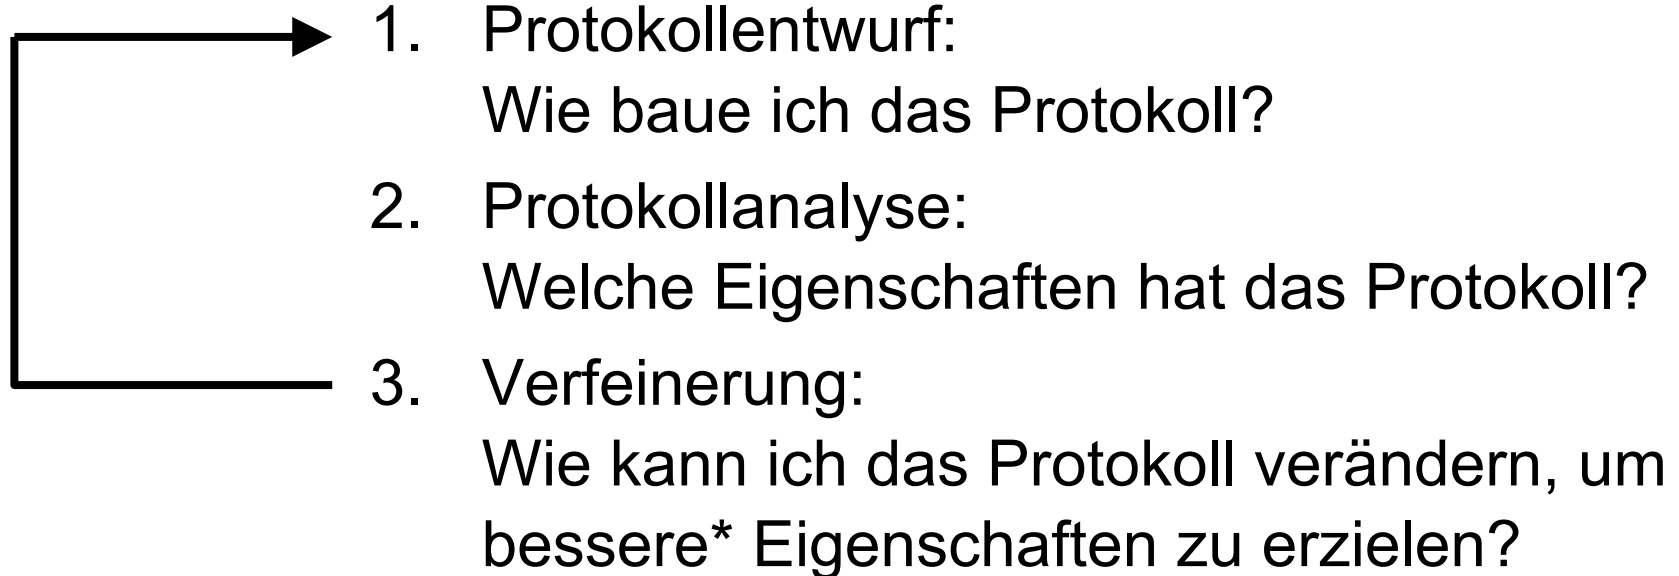 1. Protokollentwurf:
Wie baue ich das Protokoll?
2. Protokollanalyse:
Welche Eigenschaften hat das Protokoll?
3. Verfeinerung:
Wie kann ich das Protokoll verändern, um
bessere* Eigenschaften zu erzielen?